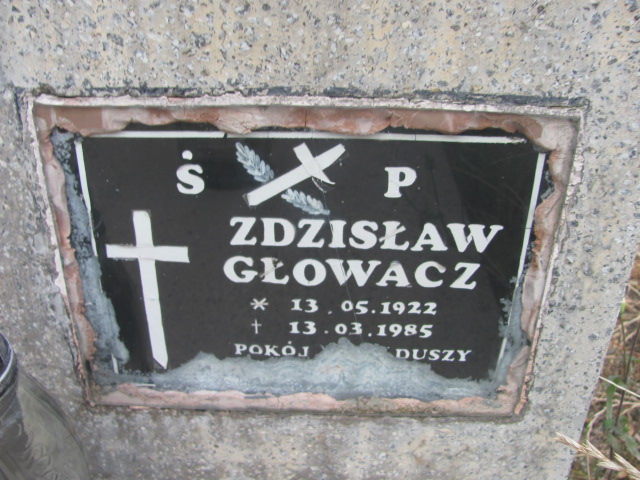 Ś P
ZDZISŁAW
GŁOWACZ
* 13.05.1922
† 13.03.1985
POKÓJ DUSZY